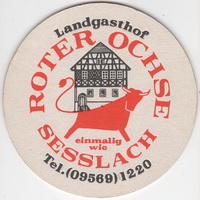 Landgasthof
ROTER OCHSE
einmalig
wie
SESSLACH
Tel.(09569)1220